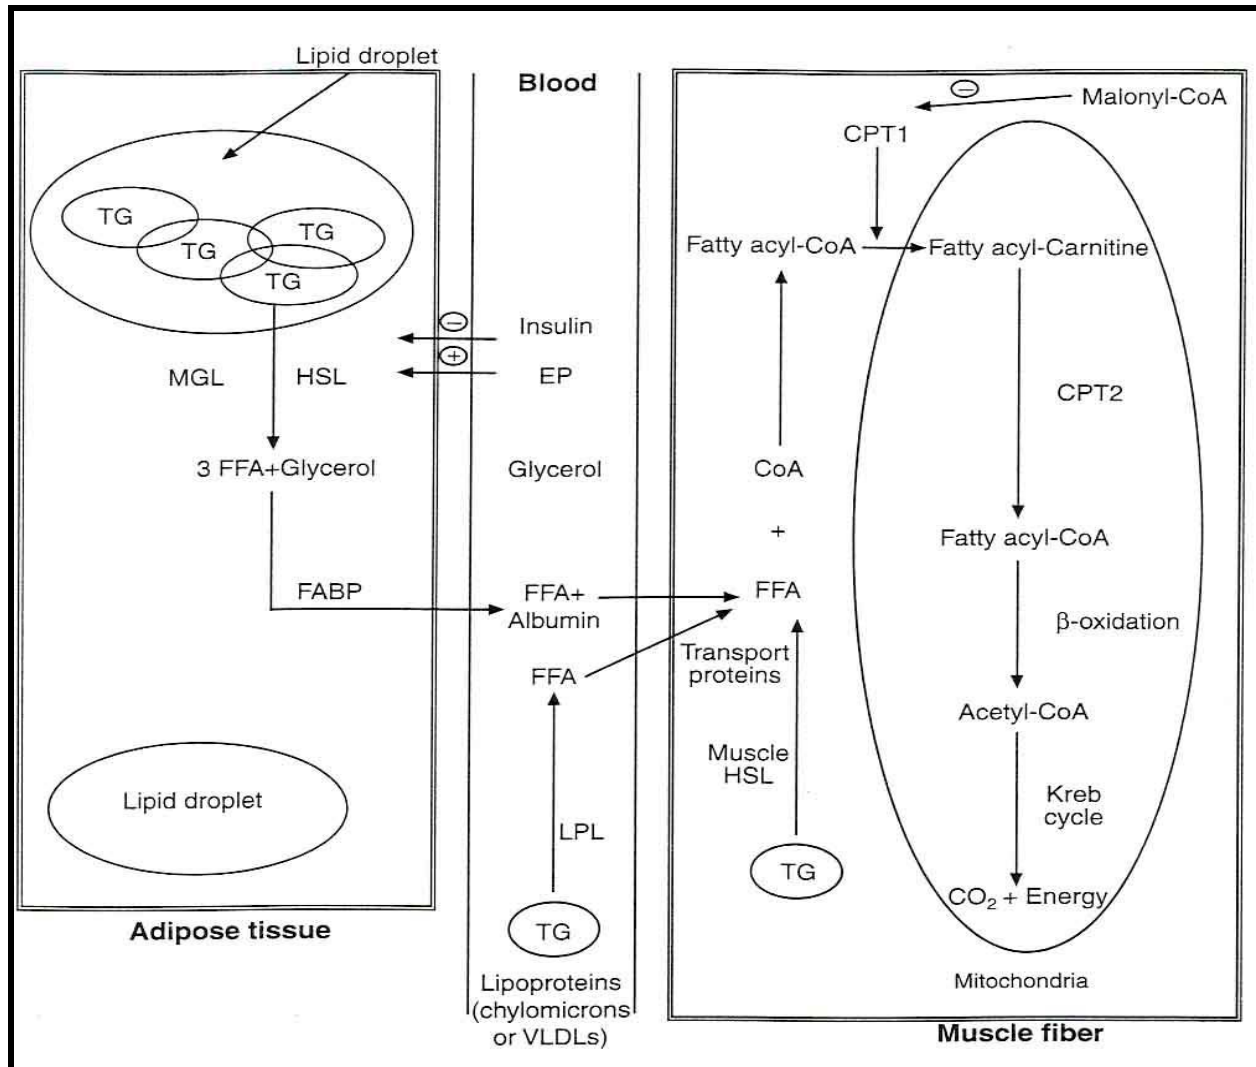 Lipid droplet
TG
TG
TG
TG
MGL
HSL
3 FFA+Glycerol
FABP
Lipid droplet
Adipose tissue
Blood
−
Insulin
+
EP
Glycerol
FFA+
Albumin
FFA
LPL
TG
Lipoproteins
(chylomicrons
or VLDLs)
−
Malonyl-CoA
CPT1
Fatty acyl-CoA
Fatty acyl-Carnitine
CPT2
CoA
+
FFA
Transport
proteins
Muscle
HSL
TG
Fatty acyl-CoA
β-oxidation
Acetyl-CoA
Kreb
cycle
CO₂ + Energy
Mitochondria
Muscle fiber